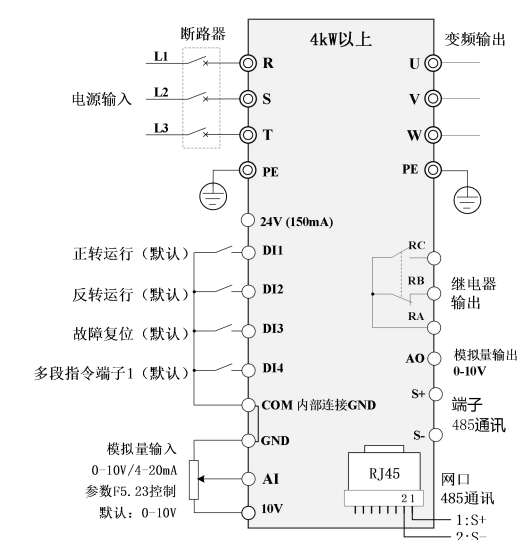 断路器
4kW以上
变频输出
L1
R
U
电源输入
L2
S
V
L3
T
W
PE
PE
24V (150mA)
正转运行（默认）
DI1
RC
反转运行（默认）
DI2
RB
继电器
输出
故障复位（默认）
DI3
RA
多段指令端子1（默认）
DI4
AO
模拟量输出
0-10V
S+
端子
485通讯
COM 内部连接GND
S-
GND
模拟量输入
0-10V/4-20mA
参数F5.23控制
默认：0-10V
AI
10V
RJ45
2 1
网口
485通讯
1:S+
2:S-